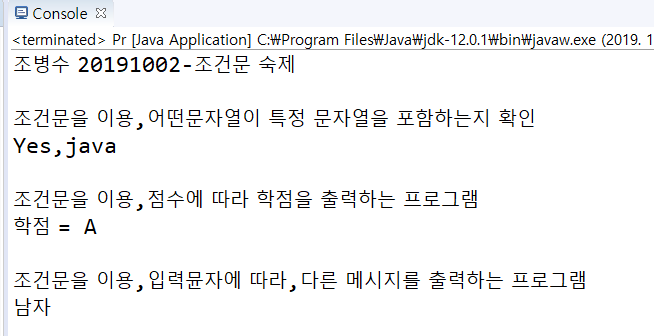 Console
<terminated> Pr [Java Application] C:₩Program Files₩Java₩jdk-12.0.1₩bin₩javaw.exe (2019. 1
조병수 20191002-조건문 숙제
조건문을 이용,어떤문자열이 특정 문자열을 포함하는지 확인
Yes,java
조건문을 이용,점수에 따라 학점을 출력하는 프로그램
학점 = A
조건문을 이용,입력뮨자에 따라,다른 메시지를 출력하는 프로그램
남자